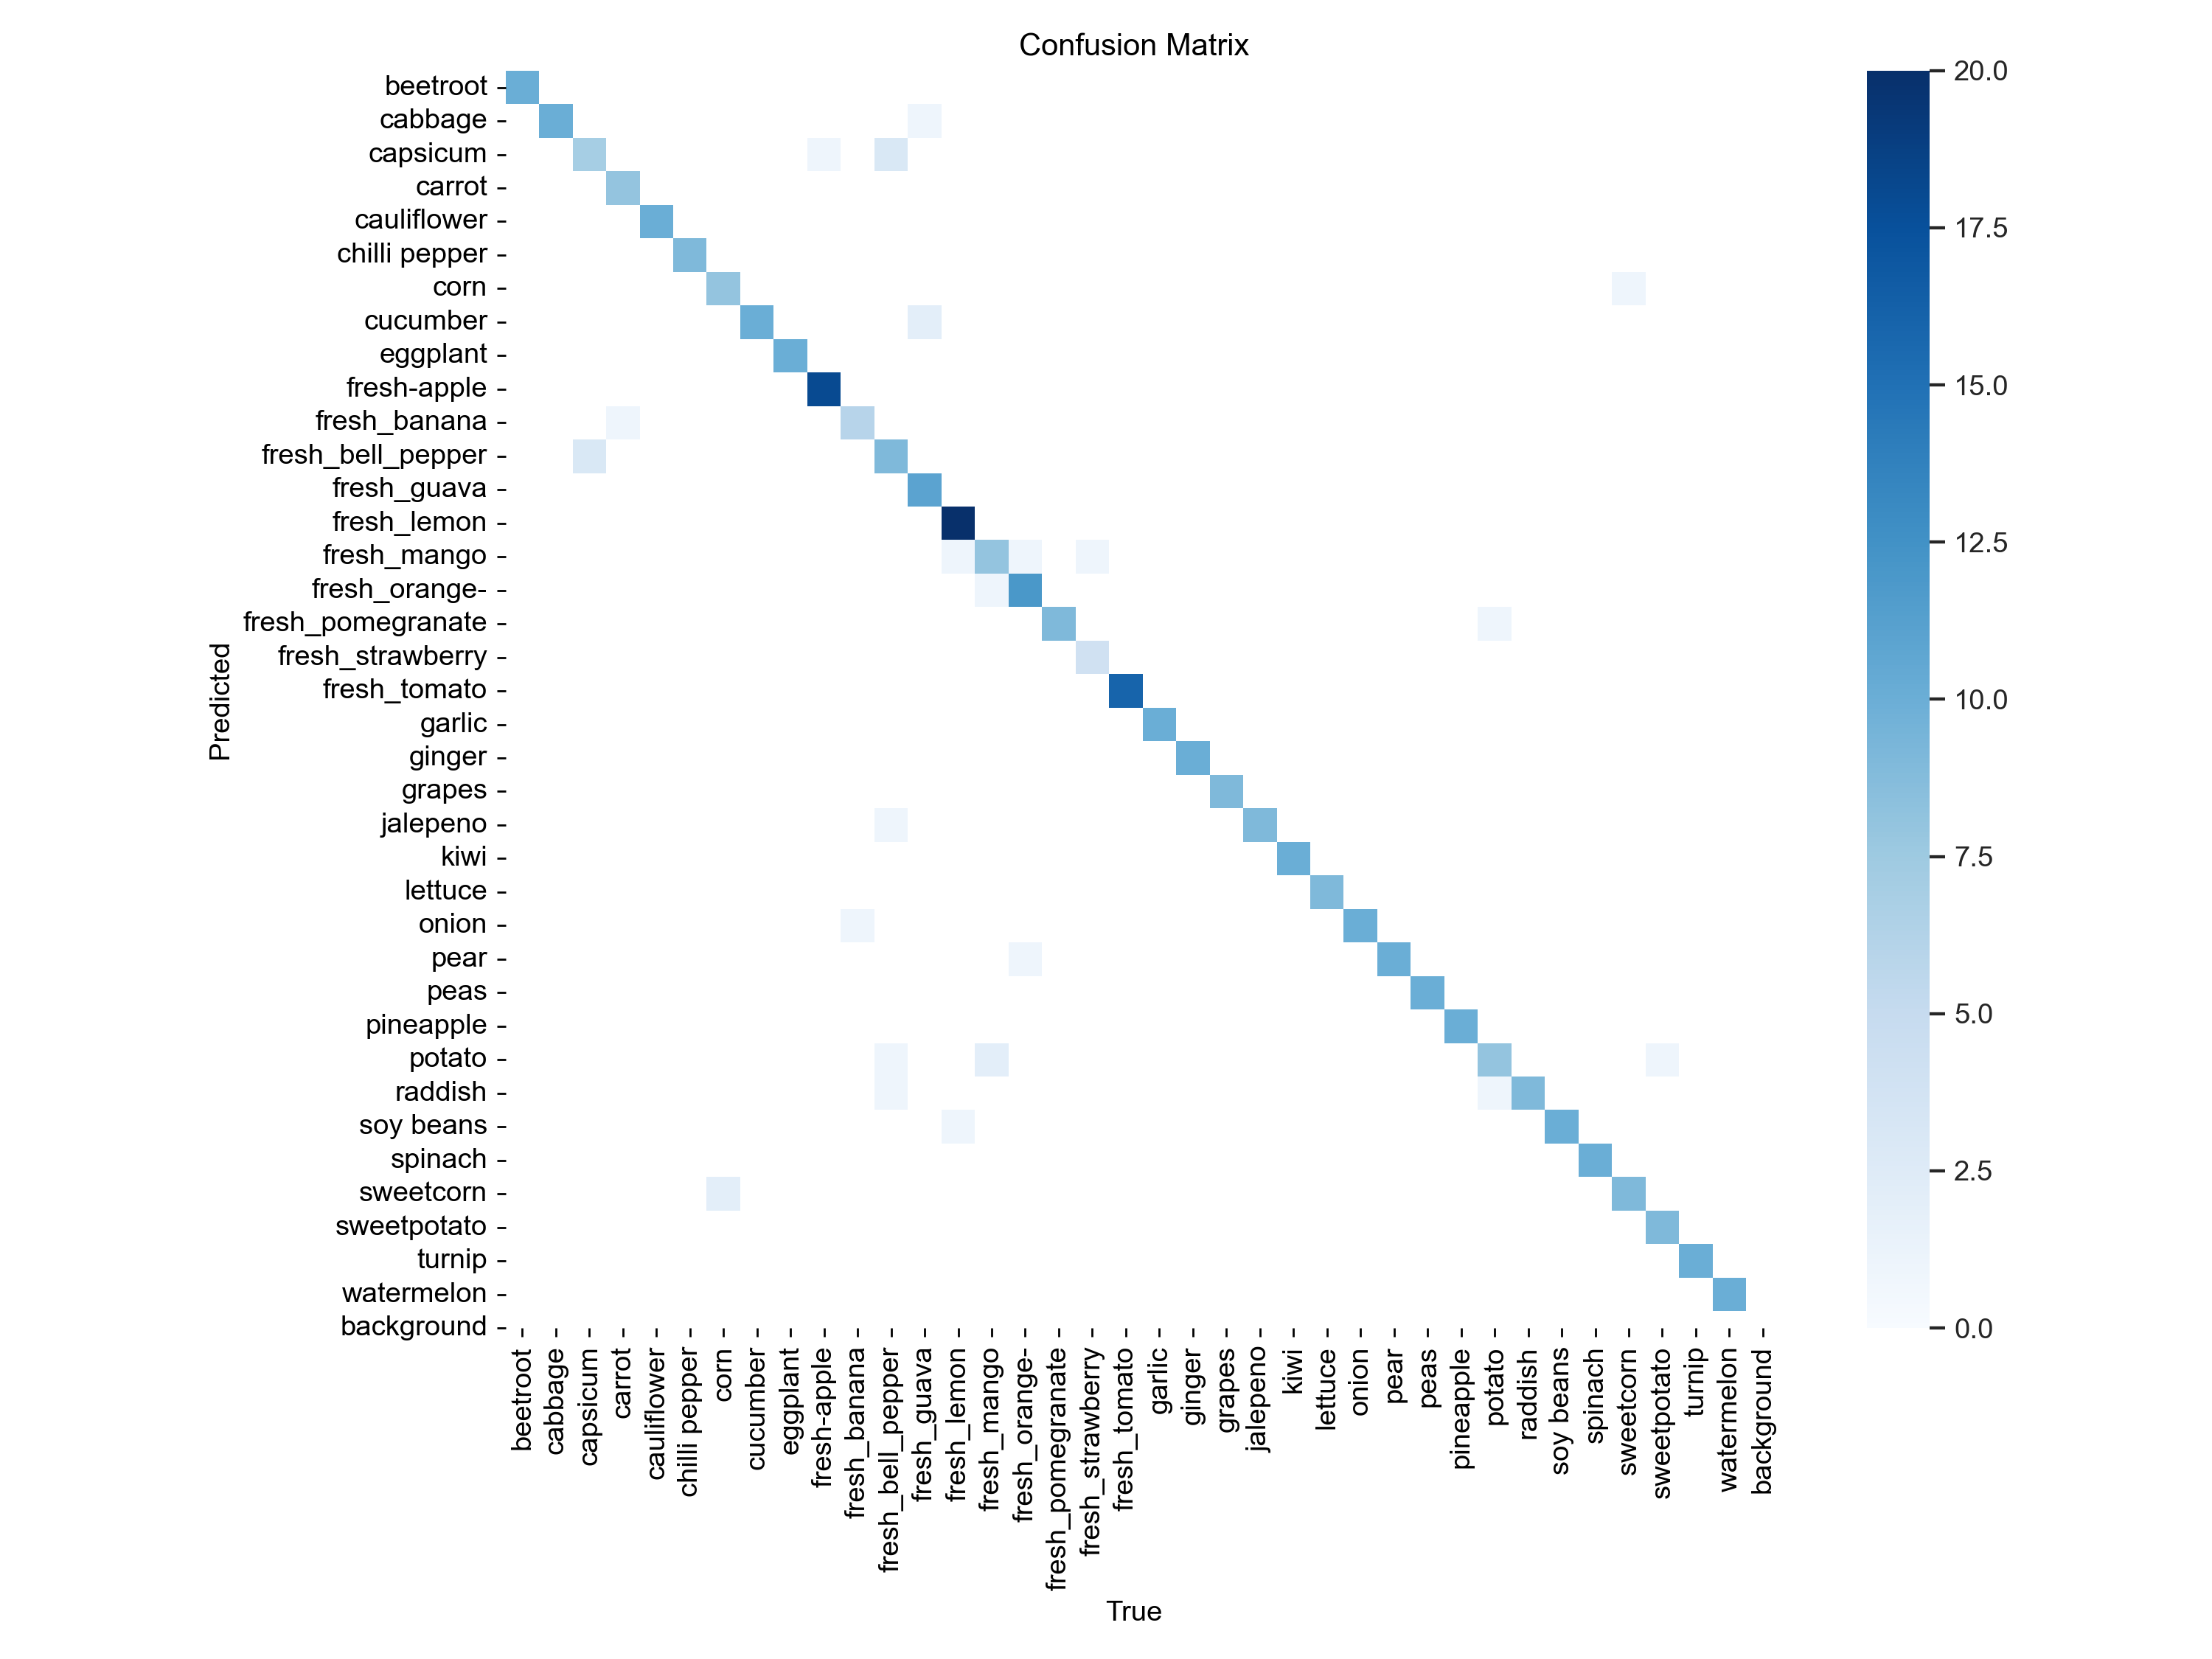 Confusion Matrix
beetroot
cabbage
capsicum
carrot
cauliflower
chilli pepper
corn
cucumber
eggplant
fresh-apple
fresh_banana
fresh_bell_pepper
fresh_guava
fresh_lemon
fresh_mango
fresh_orange-
fresh_pomegranate
fresh_strawberry
fresh_tomato
garlic
ginger
grapes
jalepeno
kiwi
lettuce
onion
pear
peas
pineapple
potato
raddish
soy beans
spinach
sweetcorn
sweetpotato
turnip
watermelon
background
Predicted
beetroot
cabbage
capsicum
carrot
cauliflower
chilli pepper
corn
cucumber
eggplant
fresh-apple
fresh_banana
fresh_bell_pepper
fresh_guava
fresh_lemon
fresh_mango
fresh_orange-
fresh_pomegranate
fresh_strawberry
fresh_tomato
garlic
ginger
grapes
jalepeno
kiwi
lettuce
onion
pear
peas
pineapple
potato
raddish
soy beans
spinach
sweetcorn
sweetpotato
turnip
watermelon
background
True
20.0
17.5
15.0
12.5
10.0
7.5
5.0
2.5
0.0